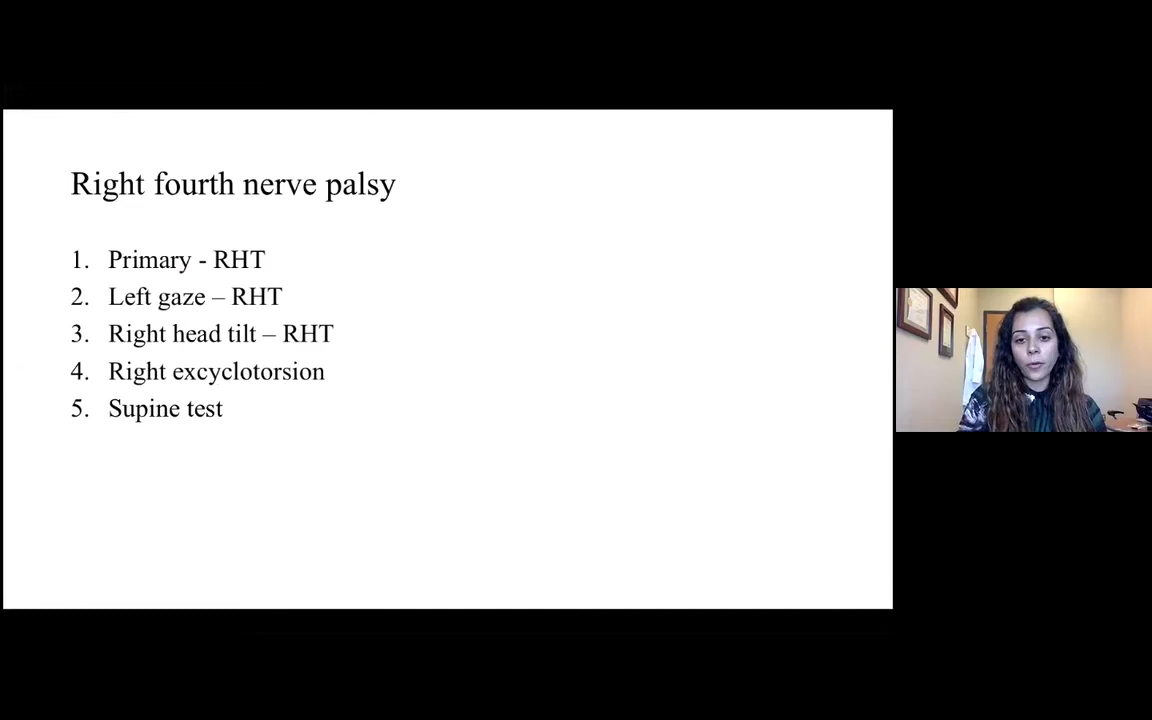 Right fourth nerve palsy
1. Primary - RHT
2. Left gaze – RHT
3. Right head tilt – RHT
4. Right excyclotorsion
5. Supine test